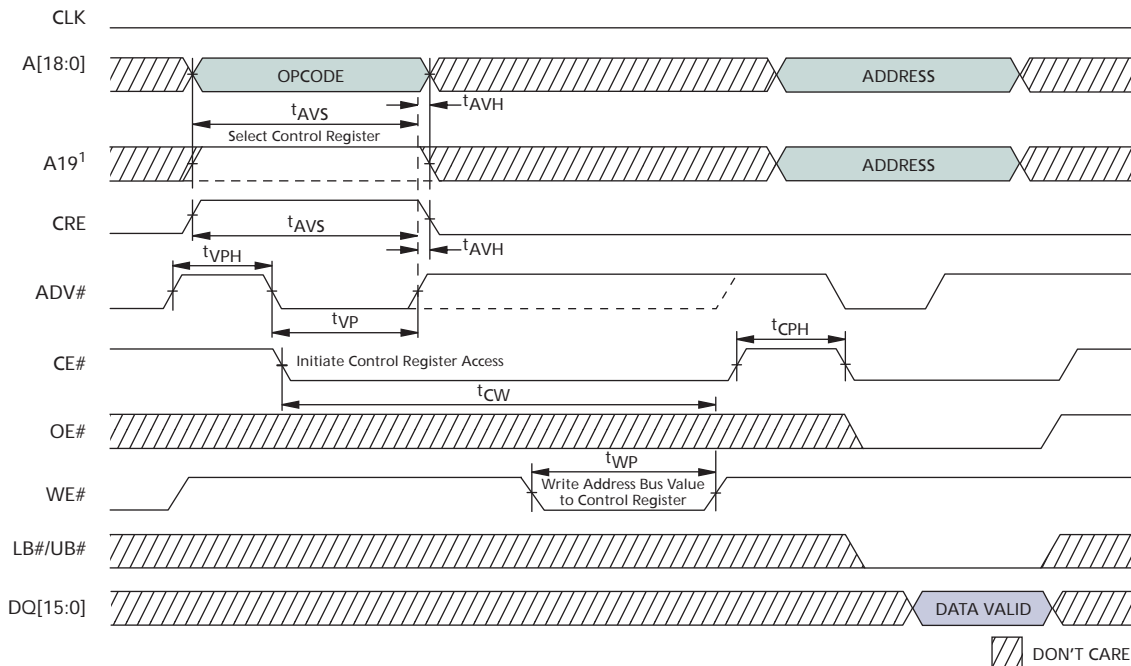 CLK
A[18:0]
OPCODE
ADDRESS
tAVS
tAVH
Select Control Register
A19¹
ADDRESS
CRE
tAVS
tAVH
tVPH
ADV#
tVP
tCPH
CE#
Initiate Control Register Access
tCW
OE#
tWP
WE#
Write Address Bus Value
to Control Register
LB#/UB#
DQ[15:0]
DATA VALID
DON'T CARE